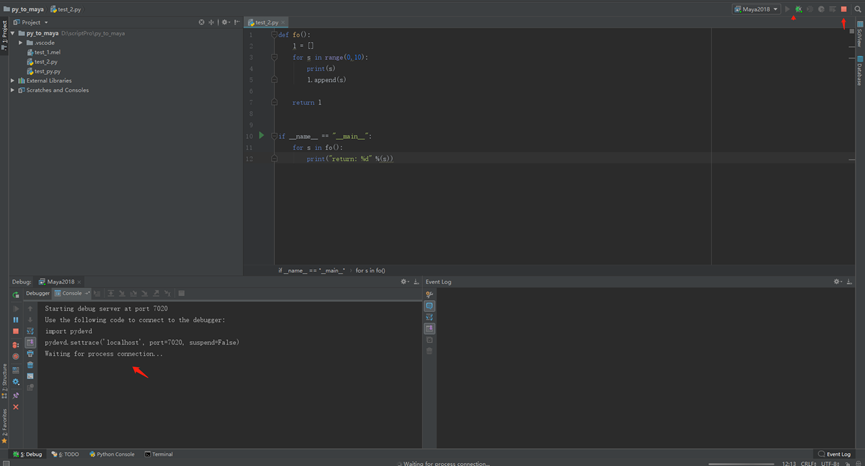 py_to_maya
test_2.py
Maya2018
Project
py_to_maya D:\scriptPro\py_to_maya
.vscode
test_1.mel
test_2.py
test_py.py
External Libraries
Scratches and Consoles
1: Project
test_2.py
1 def fo():
2 l = []
3 for s in range(0,10):
4 print(s)
5 l.append(s)
6
7 return l
8
9
10 if __name__ == "__main__":
11 for s in fo():
12 print("return: %d" %(s))
if __name__ == "__main__" › for s in fo()
SciView
Database
Debug: Maya2018
Event Log
Debugger Console
Starting debug server at port 7020
Use the following code to connect to the debugger:
import pydevd
pydevd.settrace('localhost', port=7020, suspend=False)
Waiting for process connection...
Structure
2: Favorites
5: Debug 6: TODO Python Console Terminal
Event Log
Waiting for process connection...
12:13 CRLF UTF-8